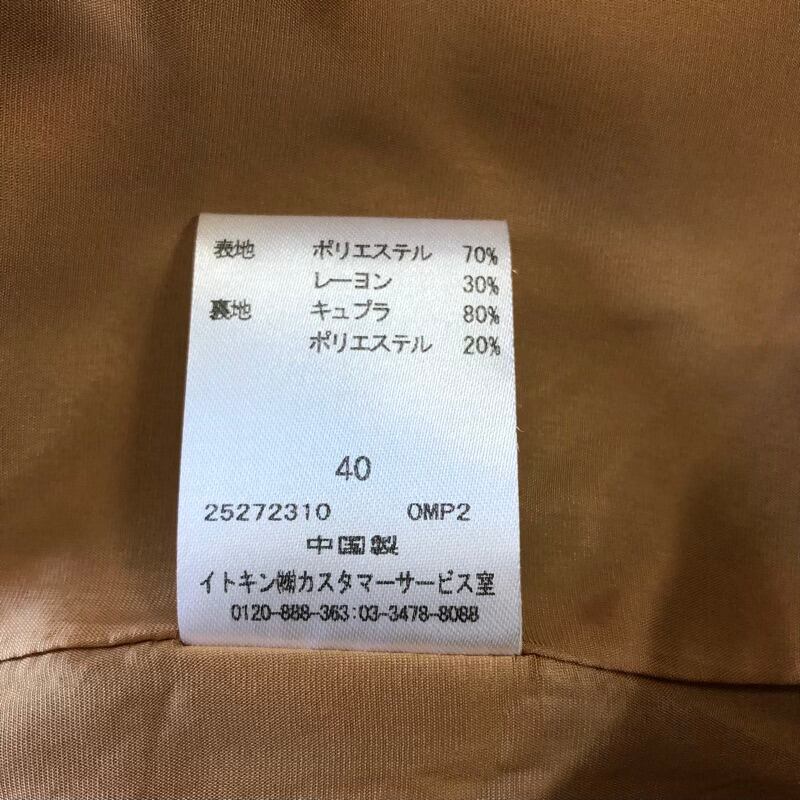 表地 ポリエステル 70%
レーヨン 30%
裏地 キュプラ 80%
ポリエステル 20%
40
25272310 OMP2
中国製
イトキン㈱カスタマーサービス室
0120-888-363:03-3478-8088